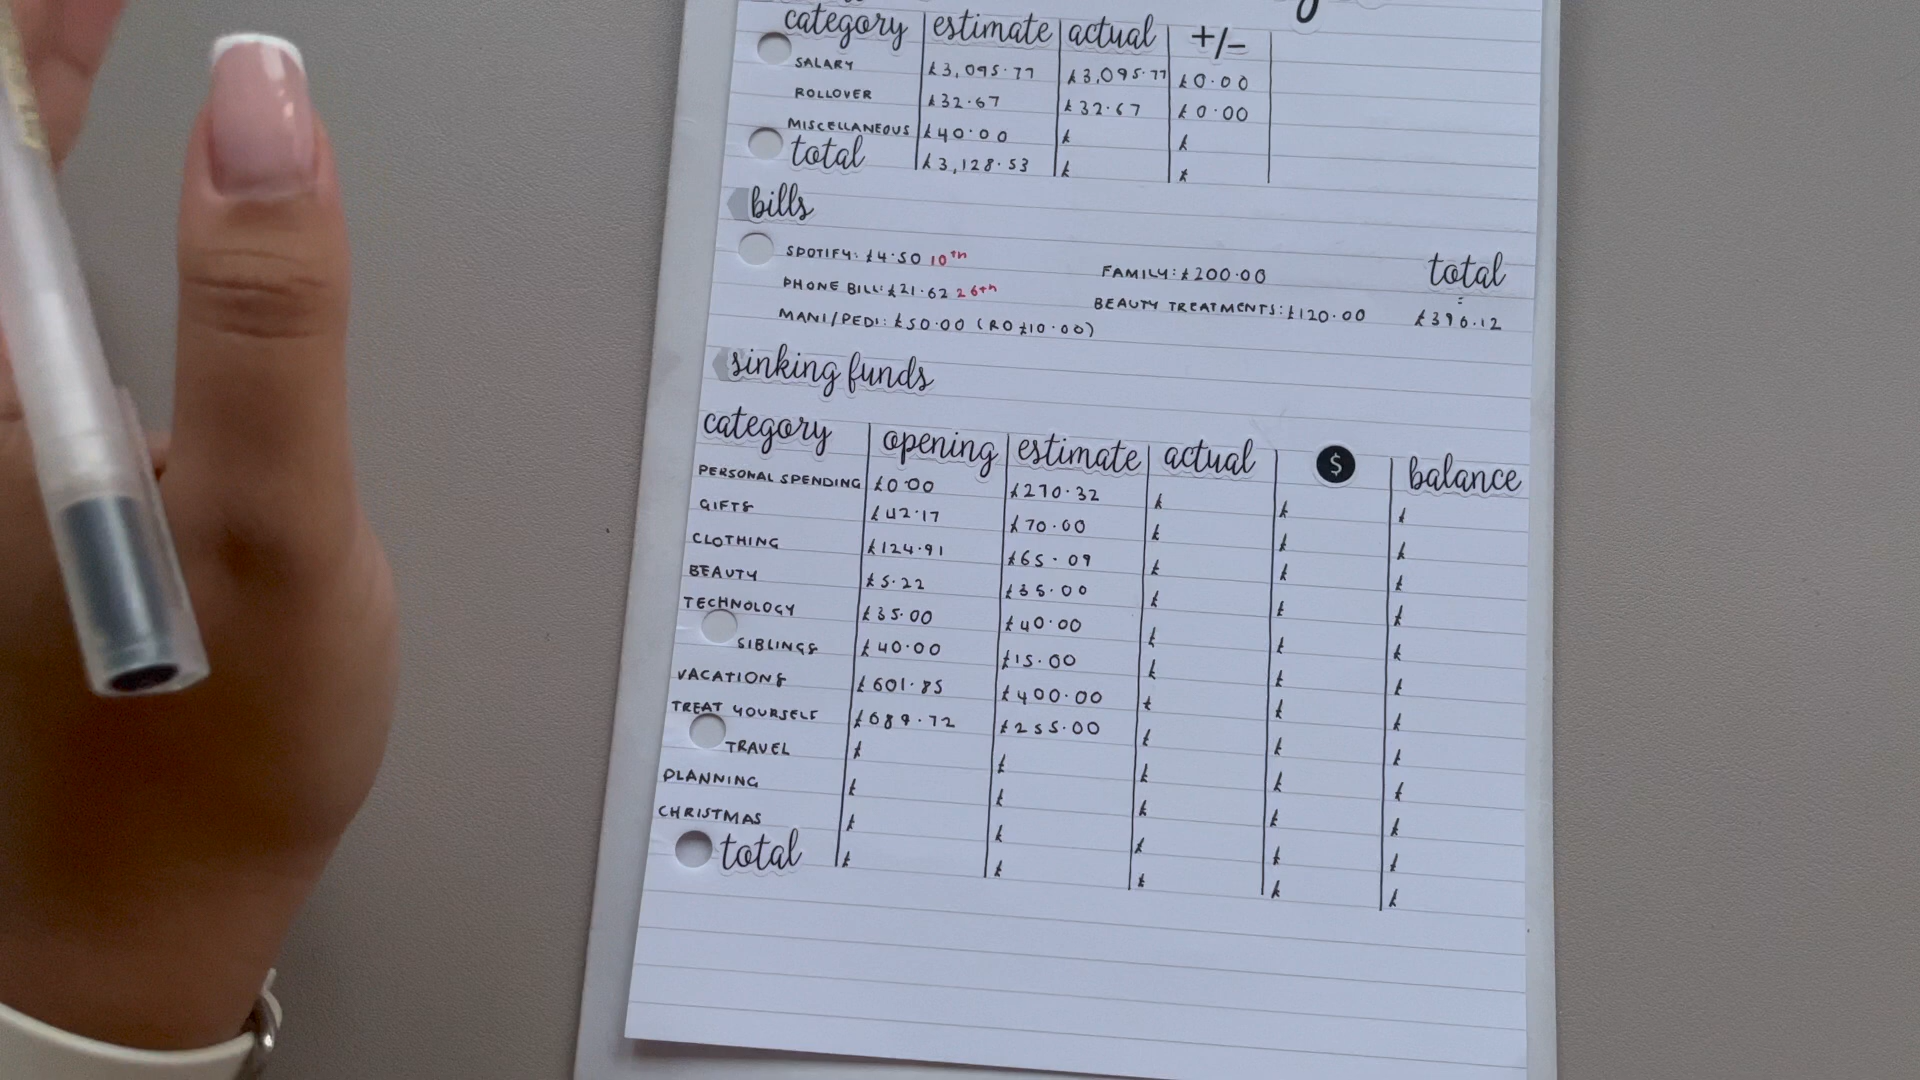 category estimate actual +/-
SALARY £3,095.77 £3,095.77 £0.00
ROLLOVER £32.67 £32.67 £0.00
MISCELLANEOUS £40.00 £ £
total £3,128.53 £ £
bills
SPOTIFY: £4.50 10th
FAMILY: £200.00
total
PHONE BILL: £21.62 26th
BEAUTY TREATMENTS: £120.00
:
£396.12
MANI/PEDI: £50.00 (RO £10.00)
sinking funds
category opening estimate actual $ balance
PERSONAL SPENDING £0.00 £270.32 £ £ £
GIFTS £42.17 £70.00 £ £ £
CLOTHING £124.91 £65.09 £ £ £
BEAUTY £5.22 £35.00 £ £ £
TECHNOLOGY £35.00 £40.00 £ £ £
SIBLINGS £40.00 £15.00 £ £ £
VACATIONS £601.85 £400.00 £ £ £
TREAT YOURSELF £689.72 £255.00 £ £ £
TRAVEL £ £ £ £ £
PLANNING £ £ £ £ £
CHRISTMAS £ £ £ £ £
total £ £ £ £ £